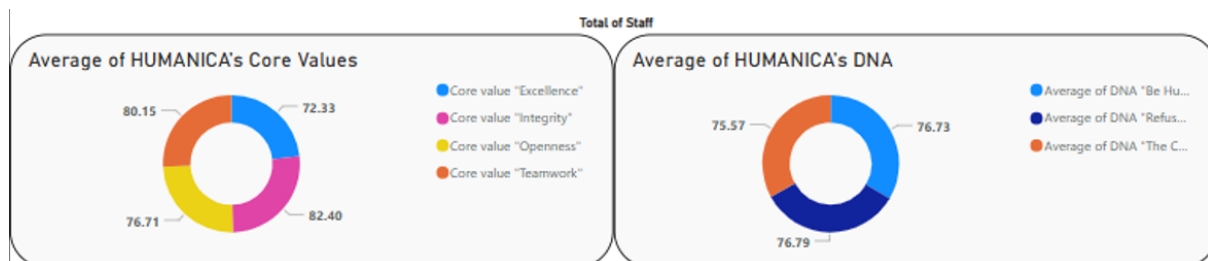 Total of Staff
Average of HUMANICA's Core Values
80.15
72.33
76.71
82.40
Core value "Excellence"
Core value "Integrity"
Core value "Openness"
Core value "Teamwork"
Average of HUMANICA's DNA
75.57
76.73
76.79
Average of DNA "Be Hu...
Average of DNA "Refus...
Average of DNA "The C...